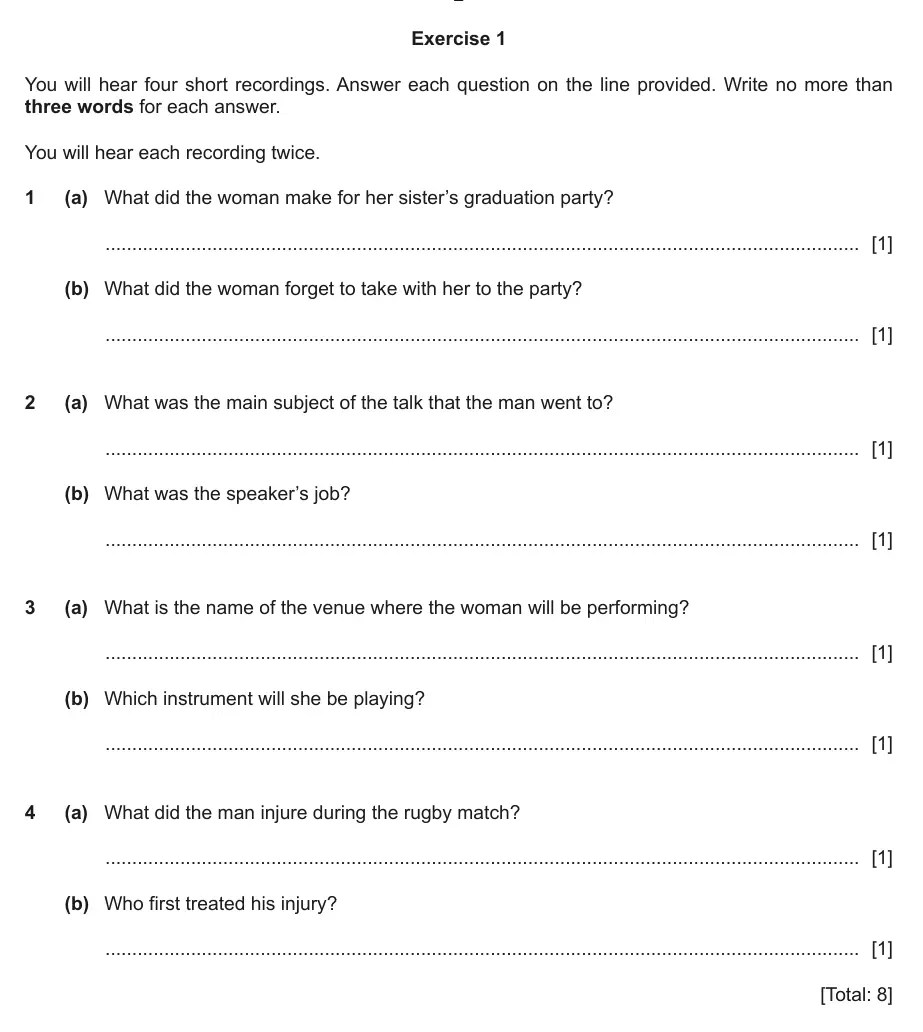 Exercise 1
You will hear four short recordings. Answer each question on the line provided. Write no more than
three words for each answer.
You will hear each recording twice.
1 (a) What did the woman make for her sister’s graduation party?
.............................................................................................................................................. [1]
(b) What did the woman forget to take with her to the party?
.............................................................................................................................................. [1]
2 (a) What was the main subject of the talk that the man went to?
.............................................................................................................................................. [1]
(b) What was the speaker’s job?
.............................................................................................................................................. [1]
3 (a) What is the name of the venue where the woman will be performing?
.............................................................................................................................................. [1]
(b) Which instrument will she be playing?
.............................................................................................................................................. [1]
4 (a) What did the man injure during the rugby match?
.............................................................................................................................................. [1]
(b) Who first treated his injury?
.............................................................................................................................................. [1]
[Total: 8]